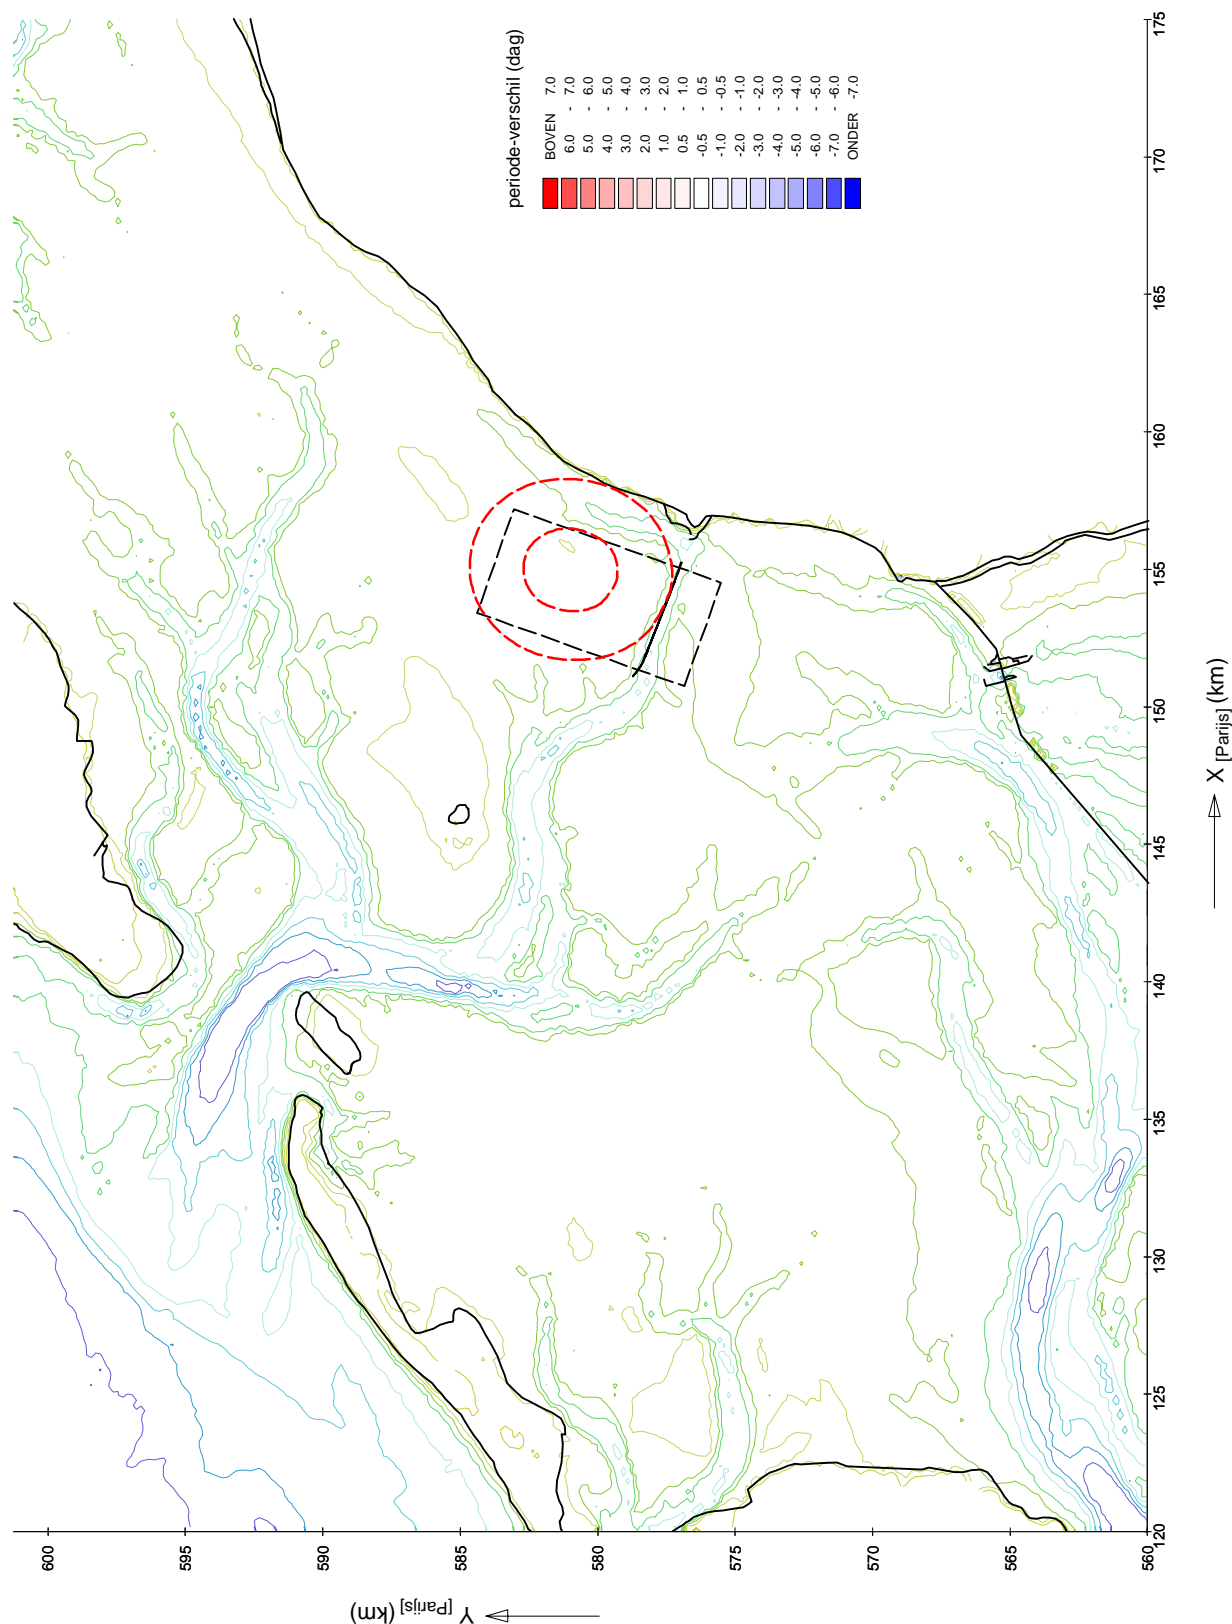 periode-verschil (dag)
BOVEN 7.0
6.0 - 7.0
5.0 - 6.0
4.0 - 5.0
3.0 - 4.0
2.0 - 3.0
1.0 - 2.0
0.5 - 1.0
-0.5 - 0.5
-1.0 - -0.5
-2.0 - -1.0
-3.0 - -2.0
-4.0 - -3.0
-5.0 - -4.0
-6.0 - -5.0
-7.0 - -6.0
ONDER -7.0
600
595
590
585
580
575
570
565
560
Y [Parijs] (km)
120
125
130
135
140
145
150
155
160
165
170
175
X [Parijs] (km)